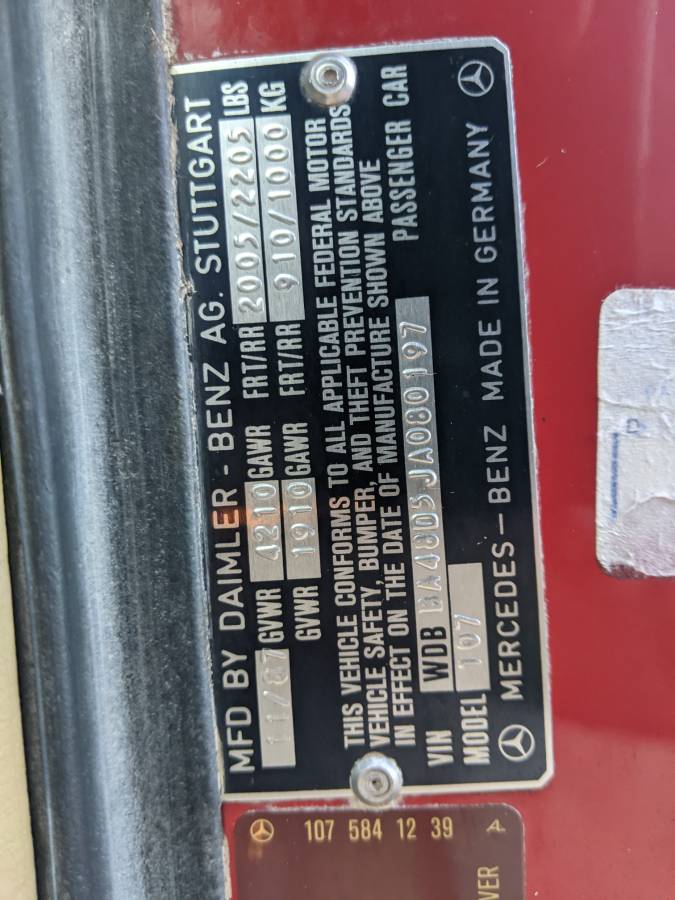 MFD BY DAIMLER - BENZ AG. STUTTGART
11/87 GVWR 4210 GAWR FRT/RR 2005/2205 LBS
GVWR 1910 GAWR FRT/RR 910/1000 KG
THIS VEHICLE CONFORMS TO ALL APPLICABLE FEDERAL MOTOR
VEHICLE SAFETY, BUMPER, AND THEFT PREVENTION STANDARDS
IN EFFECT ON THE DATE OF MANUFACTURE SHOWN ABOVE
PASSENGER CAR
VIN WDB BA48D5JA080197
MODEL 107
MERCEDES - BENZ MADE IN GERMANY
107 584 12 39 A
VER